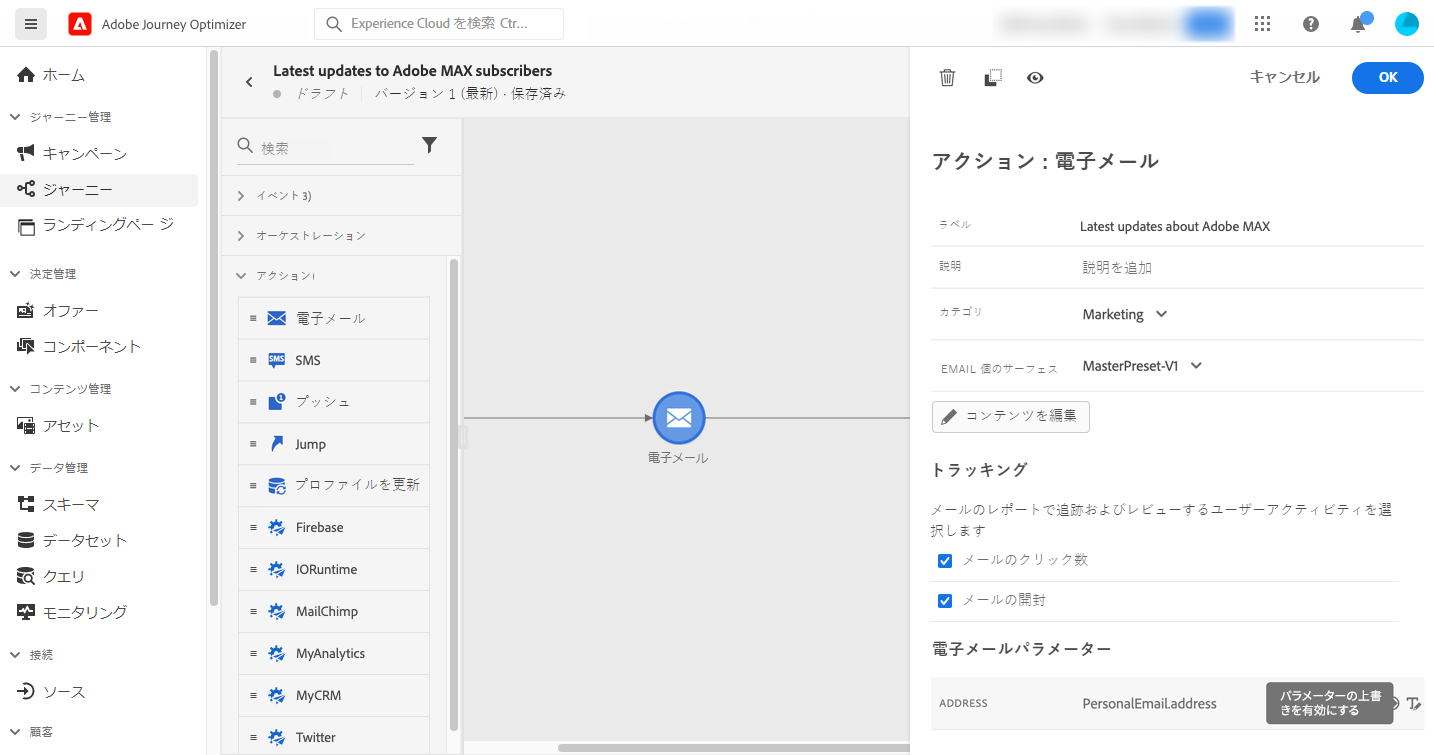 Adobe Journey Optimizer
Experience Cloud を検索 Ctr...
ホーム
ジャーニー管理
キャンペーン
ジャーニー
ランディングページ
決定管理
オファー
コンポーネント
コンテンツ管理
アセット
データ管理
スキーマ
データセット
クエリ
モニタリング
接続
ソース
顧客
Latest updates to Adobe MAX subscribers
ドラフト
バージョン 1 (最新) · 保存済み
検索
イベント 3)
オーケストレーション
アクション(
電子メール
SMS
SMS
プッシュ
1
Jump
プロファイルを更新
Firebase
IORuntime
MailChimp
MyAnalytics
MyCRM
Twitter
電子メール
キャンセル
OK
アクション : 電子メール
ラベル
Latest updates about Adobe MAX
説明
説明を追加
カテゴリ
Marketing
EMAIL 個のサーフェス
MasterPreset-V1
コンテンツを編集
トラッキング
メールのレポートで追跡およびレビューするユーザーアクティビティを選
択します
メールのクリック数
メールの開封
電子メールパラメーター
ADDRESS
PersonalEmail.address
パラメーターの上書
きを有効にする